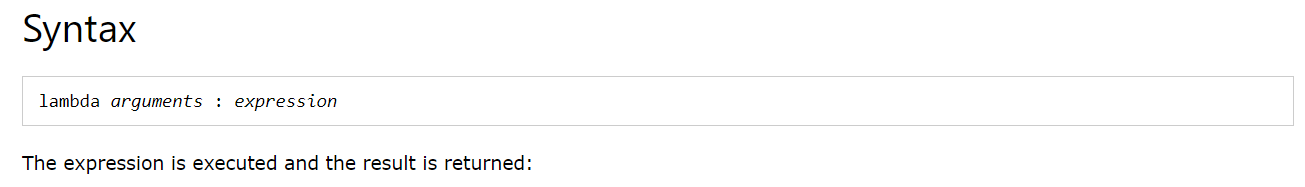 Syntax
lambda arguments : expression
The expression is executed and the result is returned: